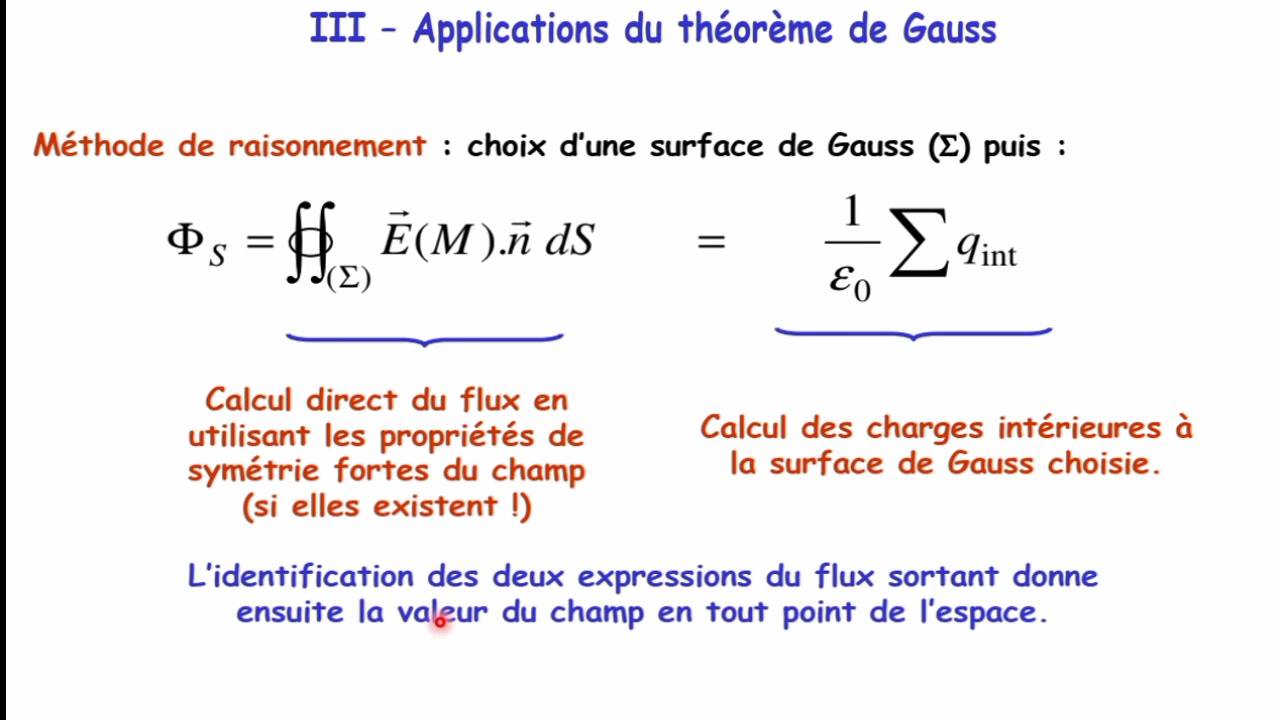 III - Applications du théorème de Gauss
Méthode de raisonnement : choix d'une surface de Gauss (Σ) puis :
Φ_S = ∯_(Σ) E⃗(M).n⃗ dS = 1/ε₀ ∑ q_int
Calcul direct du flux en
utilisant les propriétés de
symétrie fortes du champ
(si elles existent !)
Calcul des charges intérieures à
la surface de Gauss choisie.
L'identification des deux expressions du flux sortant donne
ensuite la valeur du champ en tout point de l'espace.